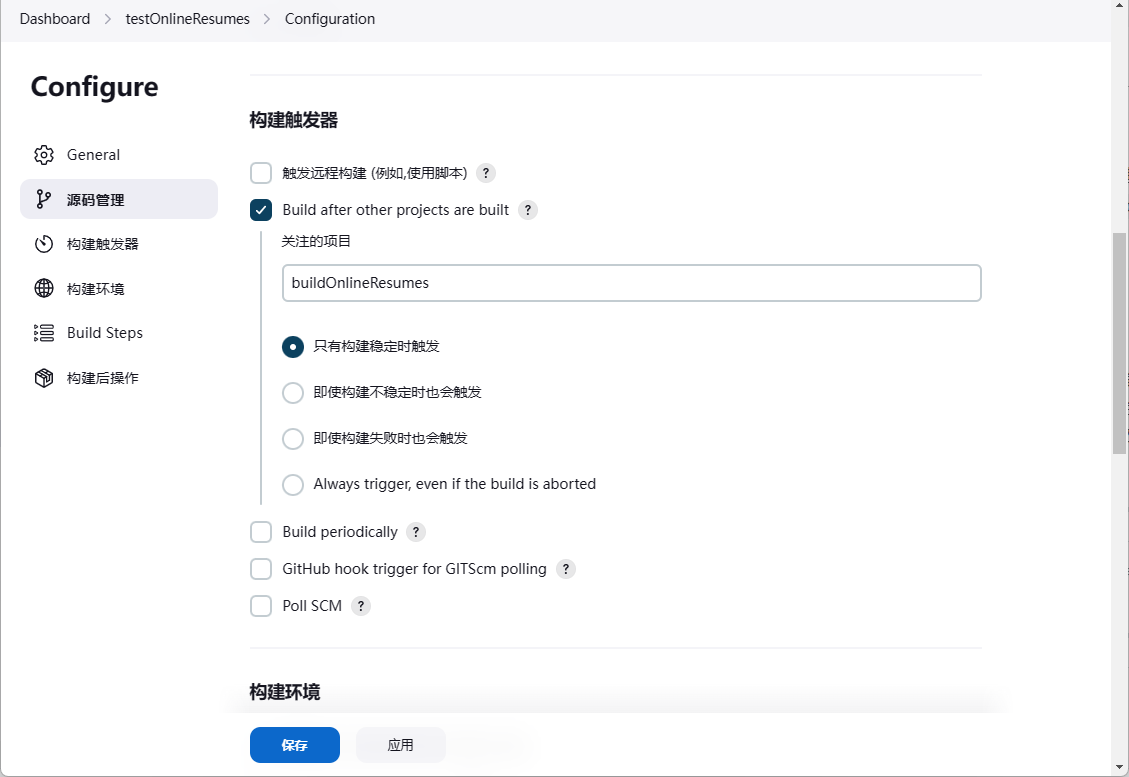 Dashboard > testOnlineResumes > Configuration
Configure
General
源码管理
构建触发器
构建环境
Build Steps
构建后操作
构建触发器
触发远程构建 (例如,使用脚本) ?
Build after other projects are built ?
关注的项目
buildOnlineResumes
只有构建稳定时触发
即使构建不稳定时也会触发
即使构建失败时也会触发
Always trigger, even if the build is aborted
Build periodically ?
GitHub hook trigger for GITScm polling ?
Poll SCM ?
构建环境
保存 应用